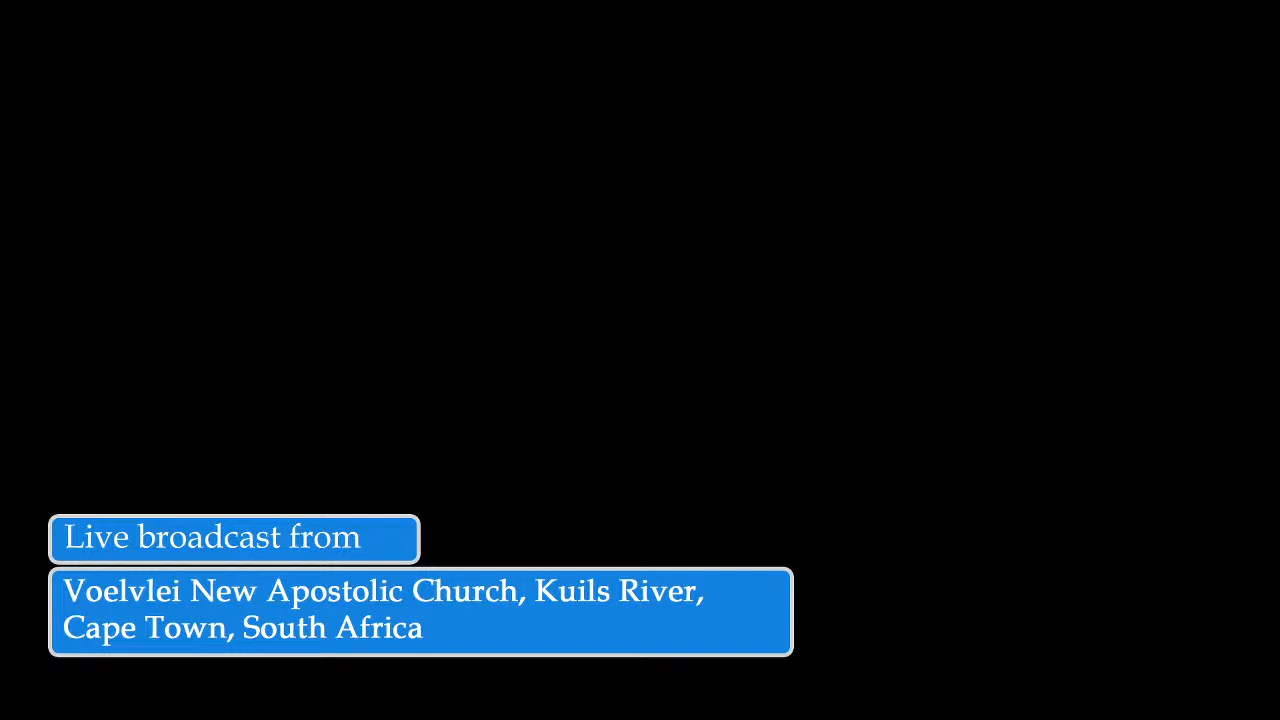 Live broadcast from
Voelvlei New Apostolic Church, Kuils River,
Cape Town, South Africa